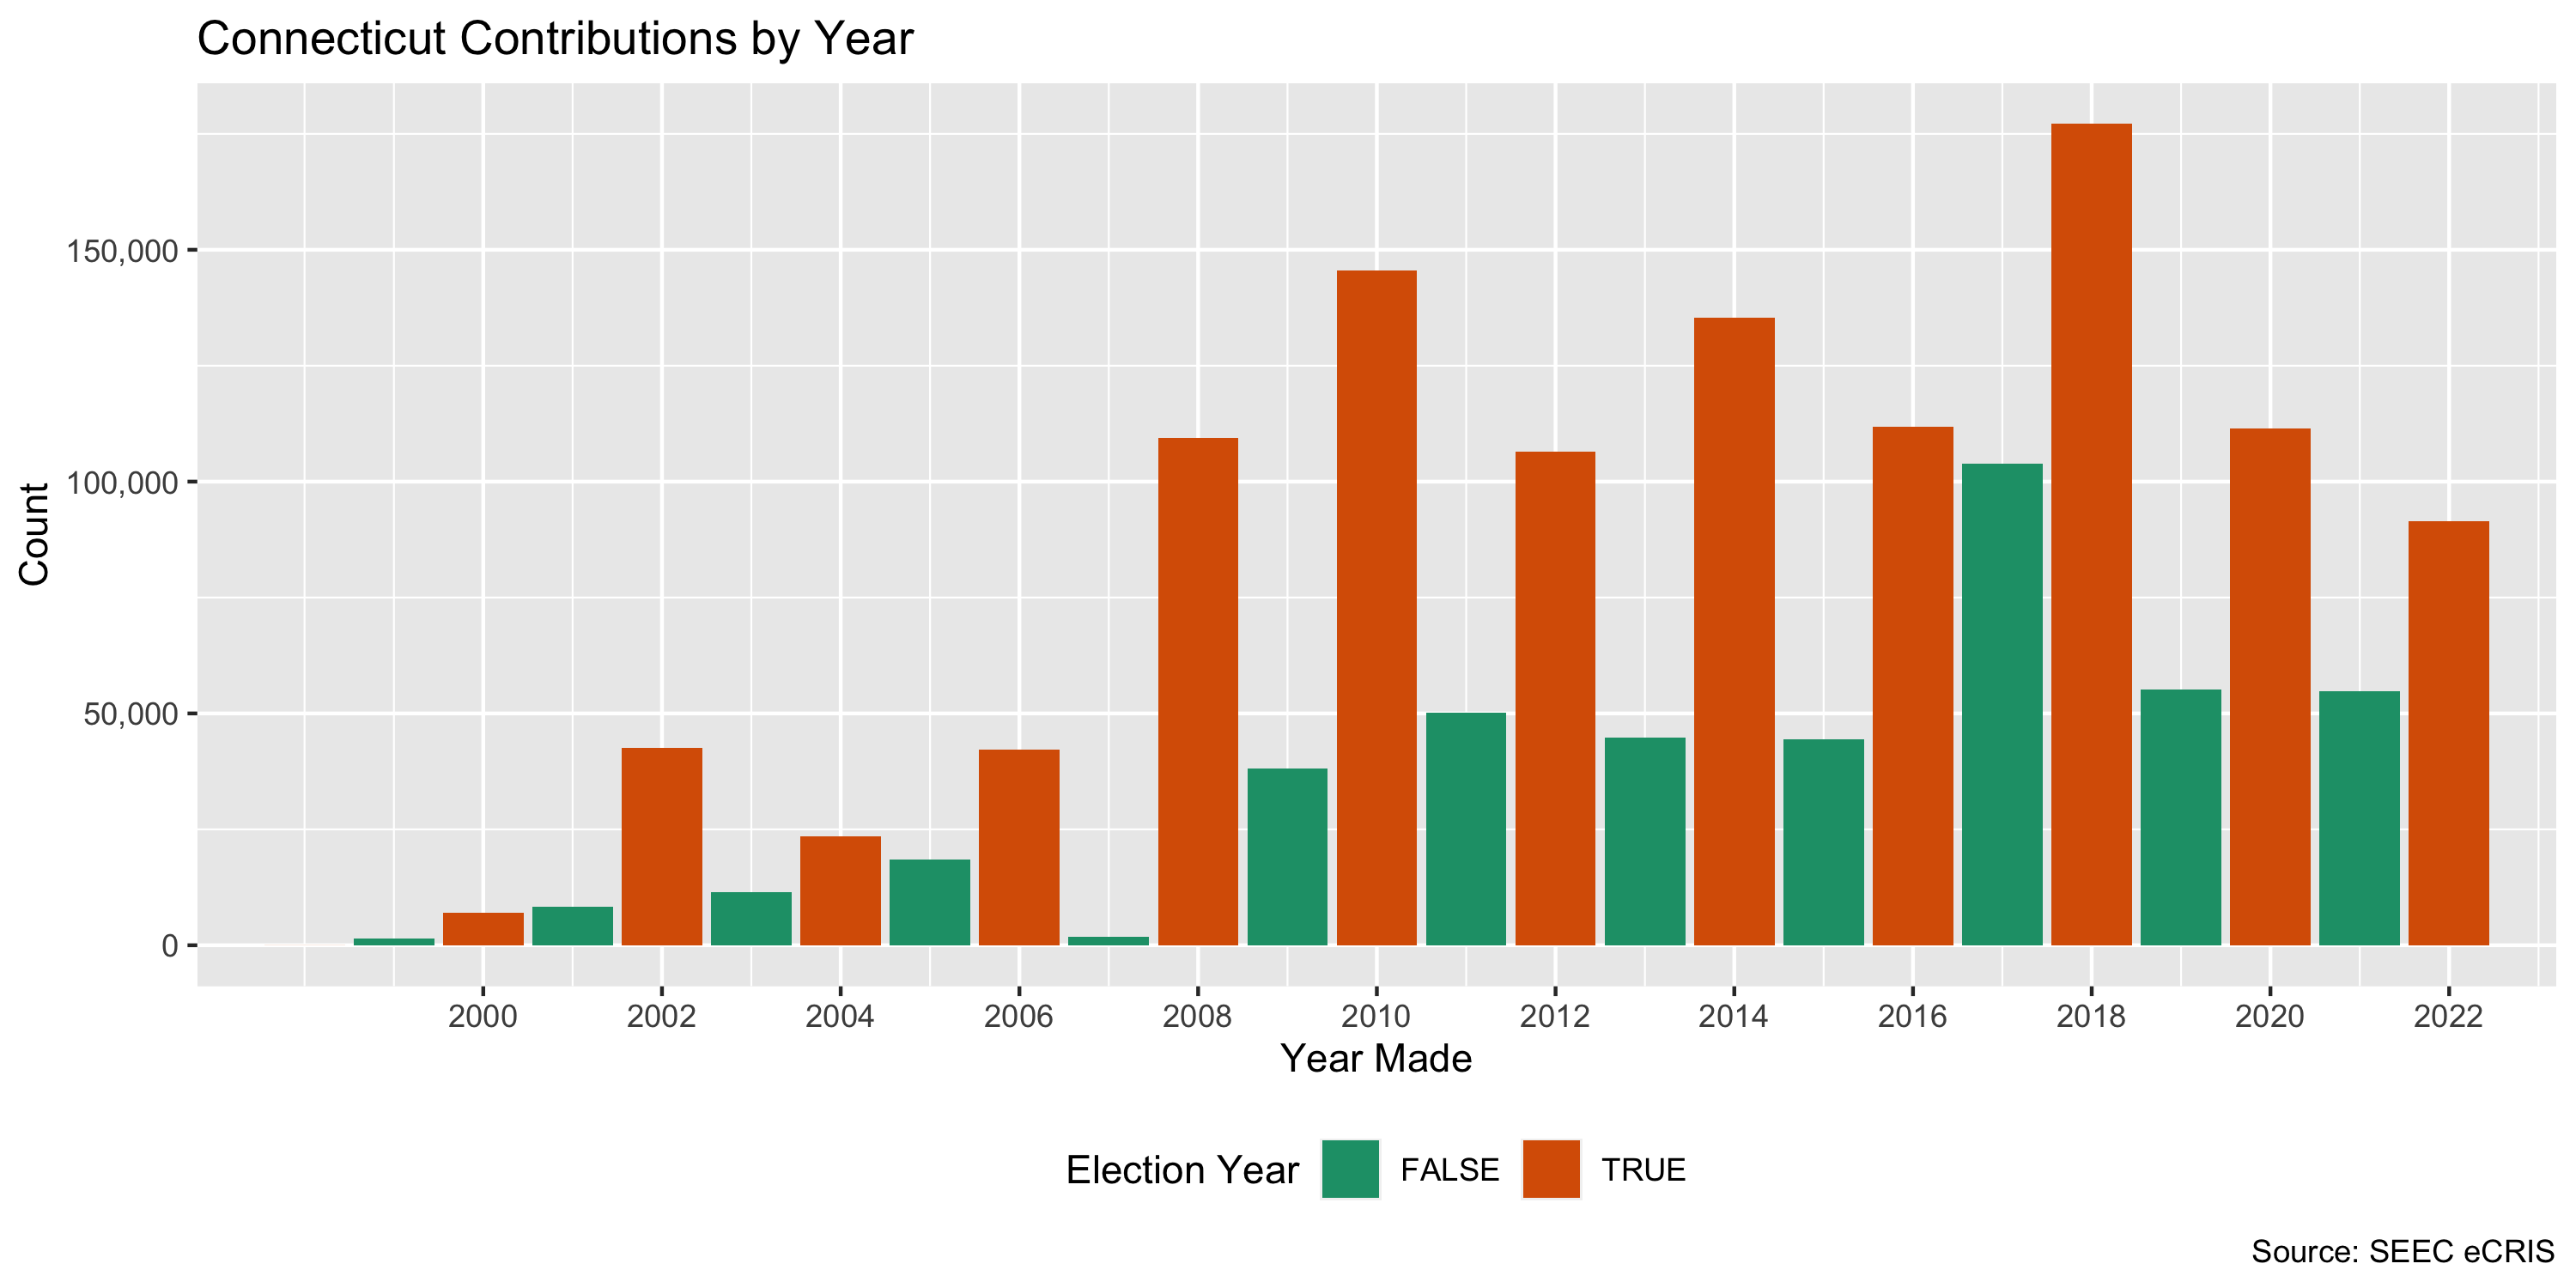 Connecticut Contributions by Year
Count
150,000
100,000
50,000
0
2000 2002 2004 2006 2008 2010 2012 2014 2016 2018 2020 2022
Year Made
Election Year FALSE TRUE
Source: SEEC eCRIS